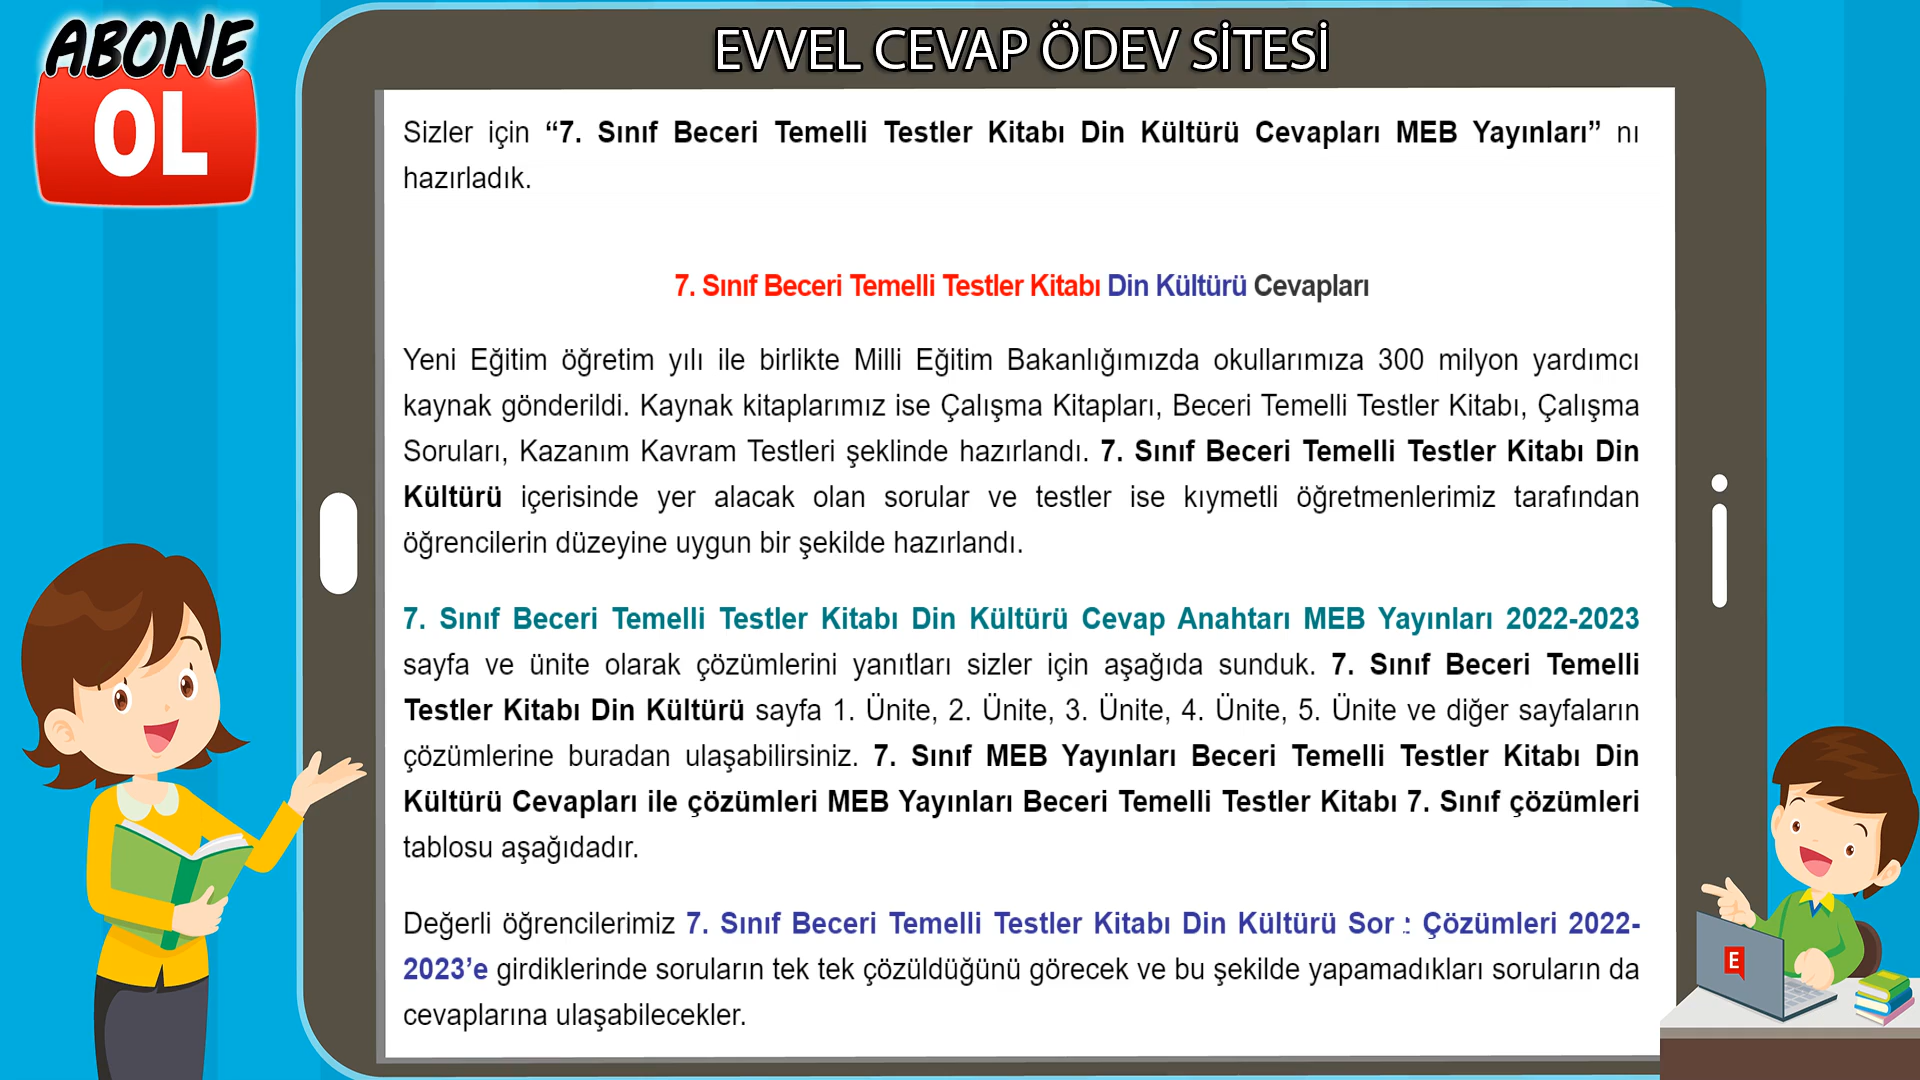 ABONE
OL
EVVEL CEVAP ÖDEV SİTESİ
Sizler için “7. Sınıf Beceri Temelli Testler Kitabı Din Kültürü Cevapları MEB Yayınları” nı
hazırladık.
7. Sınıf Beceri Temelli Testler Kitabı Din Kültürü Cevapları
Yeni Eğitim öğretim yılı ile birlikte Milli Eğitim Bakanlığımızda okullarımıza 300 milyon yardımcı
kaynak gönderildi. Kaynak kitaplarımız ise Çalışma Kitapları, Beceri Temelli Testler Kitabı, Çalışma
Soruları, Kazanım Kavram Testleri şeklinde hazırlandı. 7. Sınıf Beceri Temelli Testler Kitabı Din
Kültürü içerisinde yer alacak olan sorular ve testler ise kıymetli öğretmenlerimiz tarafından
öğrencilerin düzeyine uygun bir şekilde hazırlandı.
7. Sınıf Beceri Temelli Testler Kitabı Din Kültürü Cevap Anahtarı MEB Yayınları 2022-2023
sayfa ve ünite olarak çözümlerini yanıtları sizler için aşağıda sunduk. 7. Sınıf Beceri Temelli
Testler Kitabı Din Kültürü sayfa 1. Ünite, 2. Ünite, 3. Ünite, 4. Ünite, 5. Ünite ve diğer sayfaların
çözümlerine buradan ulaşabilirsiniz. 7. Sınıf MEB Yayınları Beceri Temelli Testler Kitabı Din
Kültürü Cevapları ile çözümleri MEB Yayınları Beceri Temelli Testler Kitabı 7. Sınıf çözümleri
tablosu aşağıdadır.
Değerli öğrencilerimiz 7. Sınıf Beceri Temelli Testler Kitabı Din Kültürü Sor : Çözümleri 2022-
2023’e girdiklerinde soruların tek tek çözüldüğünü görecek ve bu şekilde yapamadıkları soruların da
cevaplarına ulaşabilecekler.
E